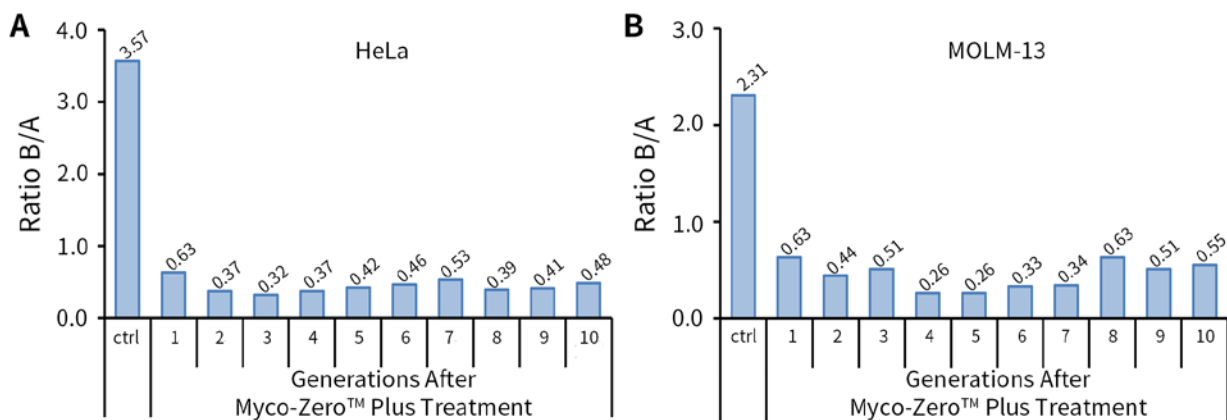 A
HeLa
Ratio B/A
4.0
3.0
2.0
1.0
0.0
3.57
0.63
0.37
0.32
0.37
0.42
0.46
0.53
0.39
0.41
0.48
ctrl 1 2 3 4 5 6 7 8 9 10
Generations After
Myco-Zero™ Plus Treatment
B
MOLM-13
Ratio B/A
3.0
2.0
1.0
0.0
2.31
0.63
0.44
0.51
0.26
0.26
0.33
0.34
0.63
0.51
0.55
ctrl 1 2 3 4 5 6 7 8 9 10
Generations After
Myco-Zero™ Plus Treatment